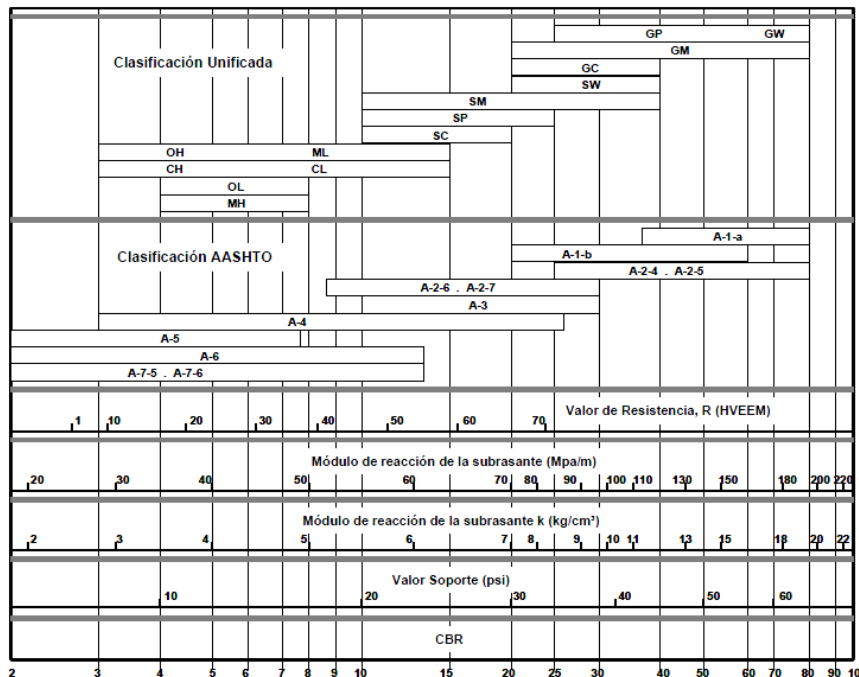 GP GW
Clasificación Unificada
GM
GC
SW
SM
SP
SC
OH ML
CH CL
OL
MH
Clasificación AASHTO
A-1-a
A-1-b
A-2-4 . A-2-5
A-2-6 . A-2-7
A-3
A-4
A-5
A-6
A-7-5 . A-7-6
Valor de Resistencia, R (HVEEM)
1 10 20 30 40 50 60 70
Módulo de reacción de la subrasante (Mpa/m)
20 30 40 50 60 70 80 90 100 110 130 150 180 200 220
Módulo de reacción de la subrasante k (kg/cm³)
2 3 4 5 6 7 8 9 10 11 13 15 18 20 22
Valor Soporte (psi)
10 20 30 40 50 60
CBR
2 3 4 5 6 7 8 9 10 15 20 25 30 40 50 60 70 80 90 10